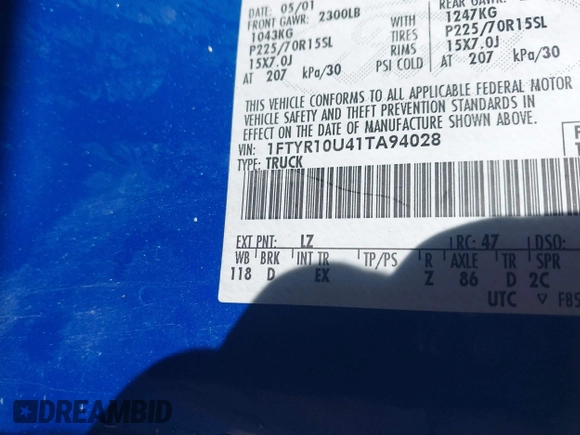 DATE: 05/01
FRONT GAWR: 2300LB
1043KG
P225/70R15SL
15X7.0J
AT 207 kPa/30
WITH
TIRES
RIMS
PSI COLD
REAR GAWR:
1247KG
P225/70R15SL
15X7.0J
AT 207 kPa/30
THIS VEHICLE CONFORMS TO ALL APPLICABLE FEDERAL MOTOR
VEHICLE SAFETY AND THEFT PREVENTION STANDARDS IN
EFFECT ON THE DATE OF MANUFACTURE SHOWN ABOVE.
VIN: 1FTYR10U41TA94028
TYPE: TRUCK
EXT PNT: LZ RC: 47 DSO:
WB BRK INT TR TP/PS R AXLE TR SPR
118 D EX Z 86 D 2C
UTC ▽ F85
DREAMBID